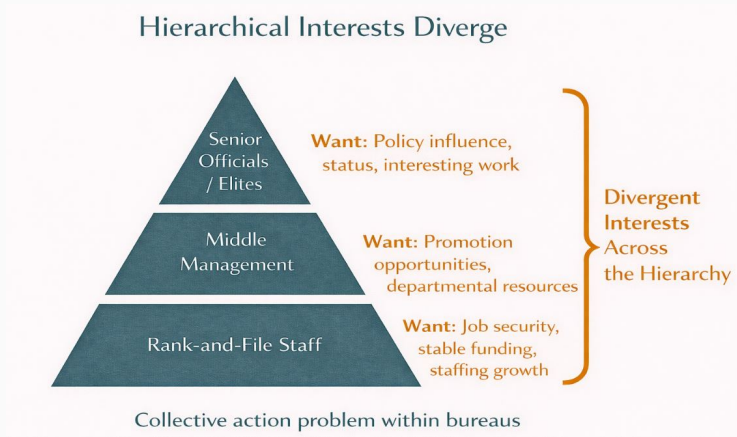 Hierarchical Interests Diverge
Senior
Officials
/ Elites
Want: Policy influence,
status, interesting work
Middle
Management
Want: Promotion
opportunities,
departmental resources
Rank-and-File Staff
Want: Job security,
stable funding,
staffing growth
Divergent
Interests
Across
the Hierarchy
Collective action problem within bureaus